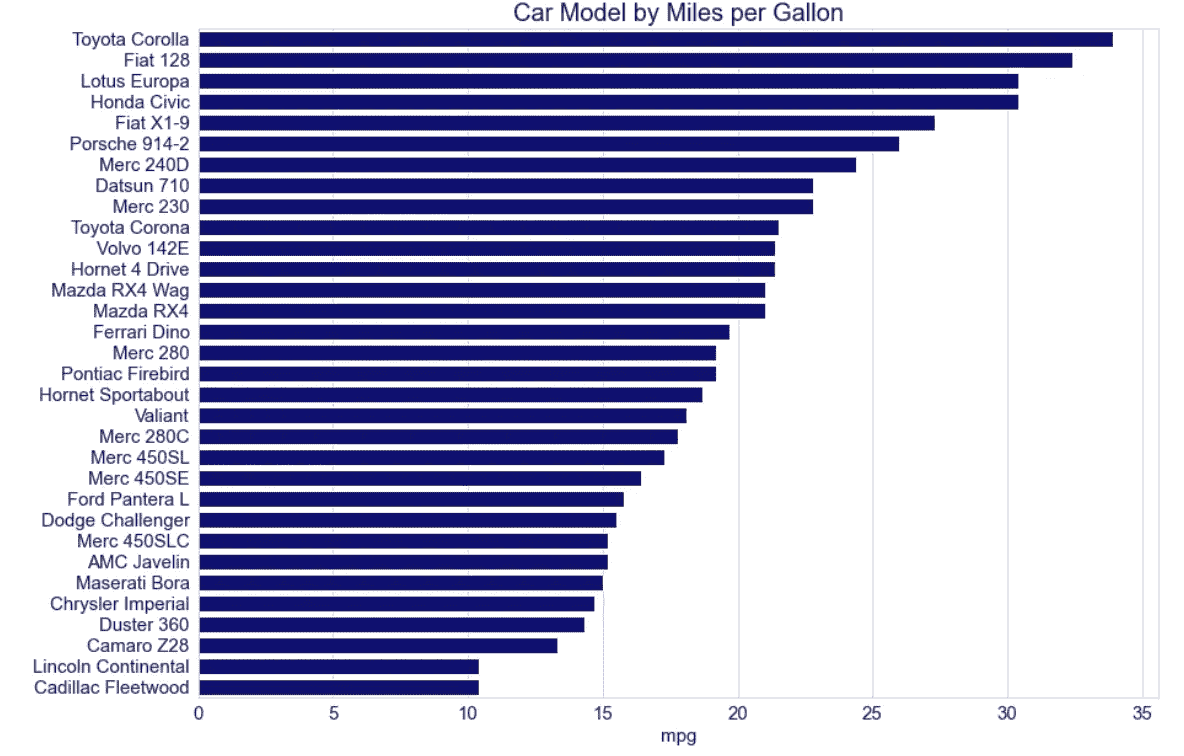 Car Model by Miles per Gallon
Toyota Corolla
Fiat 128
Lotus Europa
Honda Civic
Fiat X1-9
Porsche 914-2
Merc 240D
Datsun 710
Merc 230
Toyota Corona
Volvo 142E
Hornet 4 Drive
Mazda RX4 Wag
Mazda RX4
Ferrari Dino
Merc 280
Pontiac Firebird
Hornet Sportabout
Valiant
Merc 280C
Merc 450SL
Merc 450SE
Ford Pantera L
Dodge Challenger
Merc 450SLC
AMC Javelin
Maserati Bora
Chrysler Imperial
Duster 360
Camaro Z28
Lincoln Continental
Cadillac Fleetwood
0 5 10 15 20 25 30 35
mpg